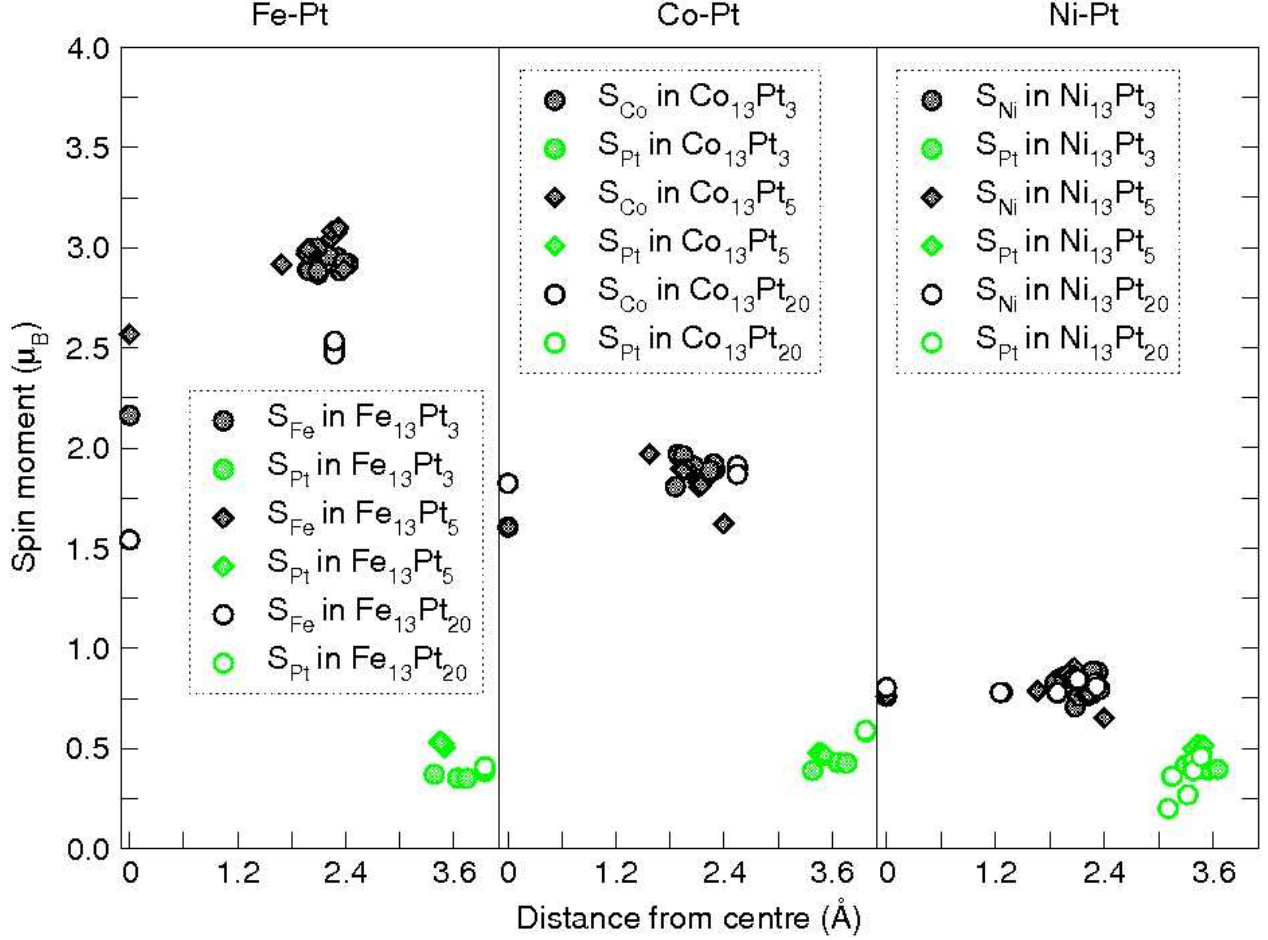 Fe-Pt Co-Pt Ni-Pt
4.0
3.5
3.0
2.5
2.0
1.5
1.0
0.5
0.0
Spin moment (μB)
S_Fe in Fe13Pt3
S_Pt in Fe13Pt3
S_Fe in Fe13Pt5
S_Pt in Fe13Pt5
S_Fe in Fe13Pt20
S_Pt in Fe13Pt20
S_Co in Co13Pt3
S_Pt in Co13Pt3
S_Co in Co13Pt5
S_Pt in Co13Pt5
S_Co in Co13Pt20
S_Pt in Co13Pt20
S_Ni in Ni13Pt3
S_Pt in Ni13Pt3
S_Ni in Ni13Pt5
S_Pt in Ni13Pt5
S_Ni in Ni13Pt20
S_Pt in Ni13Pt20
0 1.2 2.4 3.6 0 1.2 2.4 3.6 0 1.2 2.4 3.6
Distance from centre (Å)